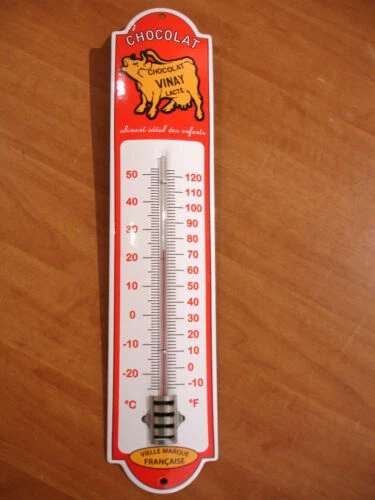 CHOCOLAT
CHOCOLAT
VINAY
LACTÉ
aliment idéal des enfants
50
40
30
20
10
0
-10
-20
°C
120
110
100
90
80
70
60
50
40
30
20
10
0
-10
°F
VIELLE MARQUE
FRANÇAISE